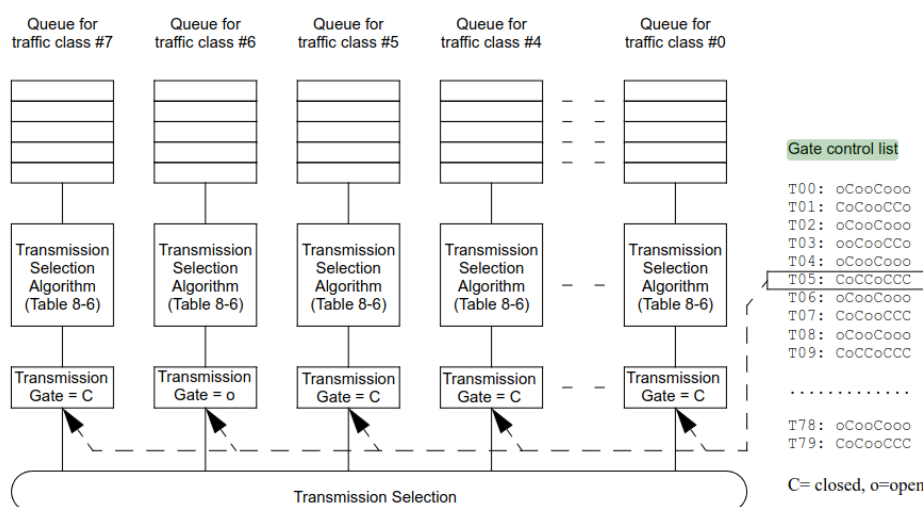 Queue for
traffic class #7
Queue for
traffic class #6
Queue for
traffic class #5
Queue for
traffic class #4
Queue for
traffic class #0
Transmission
Selection
Algorithm
(Table 8-6)
Transmission
Selection
Algorithm
(Table 8-6)
Transmission
Selection
Algorithm
(Table 8-6)
Transmission
Selection
Algorithm
(Table 8-6)
Transmission
Selection
Algorithm
(Table 8-6)
Transmission
Gate = C
Transmission
Gate = o
Transmission
Gate = C
Transmission
Gate = C
Transmission
Gate = C
Transmission Selection
Gate control list
T00: oCooCooo
T01: CoCooCCo
T02: oCooCooo
T03: ooCooCCo
T04: oCooCooo
T05: CoCCoCCC
T06: oCooCooo
T07: CoCooCCC
T08: oCooCooo
T09: CoCCoCCC
. . . . . . . . . . . . .
T78: oCooCooo
T79: CoCooCCC
C= closed, o=open